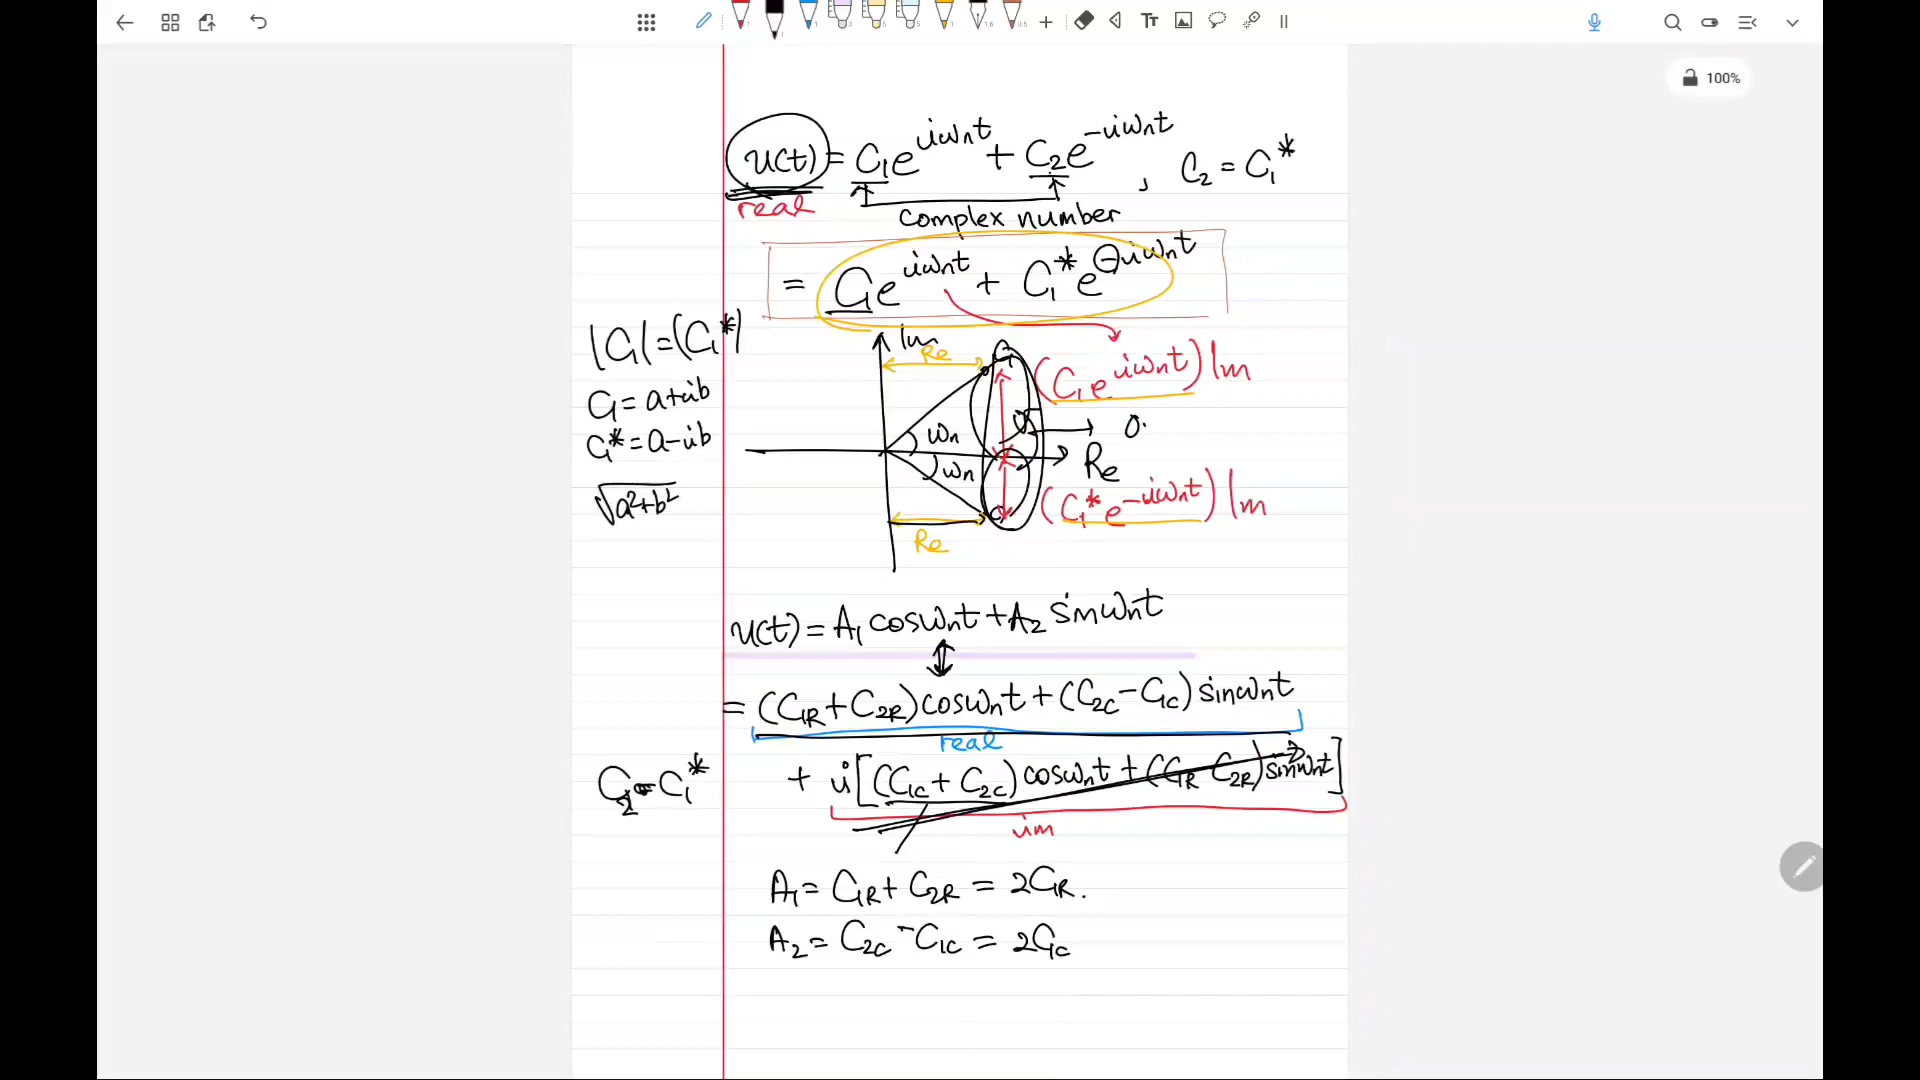 100%
u(t) = C₁e^{iωₙt} + C₂e^{-iωₙt} , C₂ = C₁*
real
complex number
= C₁e^{iωₙt} + C₁*e^{-iωₙt}
|C₁| = |C₁*|
C₁ = a+ib
C₁* = a-ib
√a²+b²
Im
Re
C₁
(C₁e^{iωₙt}) Im
ωₙ
0.
Re
ωₙ
(C₁*e^{-iωₙt}) Im
Re
u(t) = A₁ cosωₙt + A₂ sinωₙt
= (C₁R + C₂R) cosωₙt + (C₂c - C₁c) sinωₙt
real
+ i[(C₁c + C₂c) cosωₙt + (C₁R - C₂R) sinωₙt]
im
C₂ = C₁*
A₁ = C₁R + C₂R = 2C₁R.
A₂ = C₂c - C₁c = 2C₁c